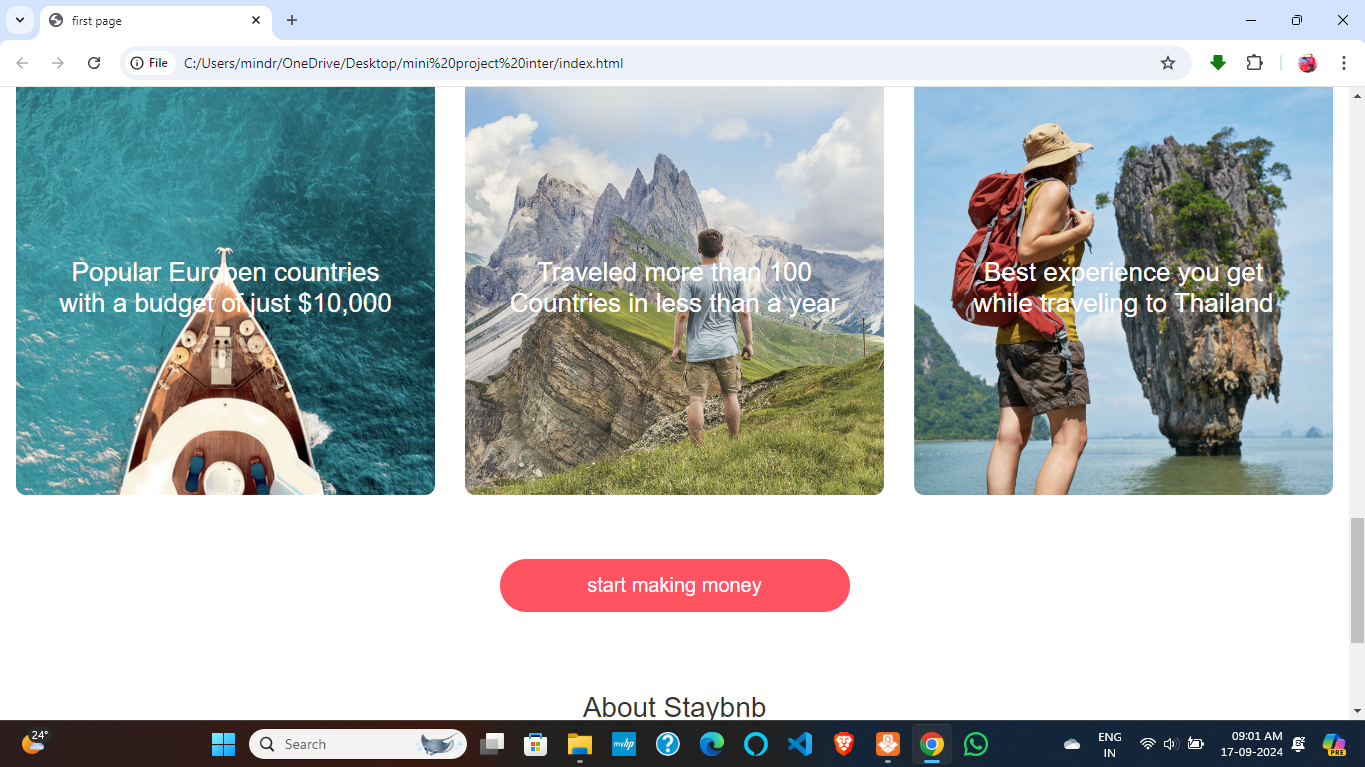 first page
File
C:/Users/mindr/OneDrive/Desktop/mini%20project%20inter/index.html
Popular Europen countries
with a budget of just $10,000
Traveled more than 100
Countries in less than a year
Best experience you get
while traveling to Thailand
start making money
About Staybnb
24°
Search
myhp
ENG
IN
09:01 AM
17-09-2024
PRE